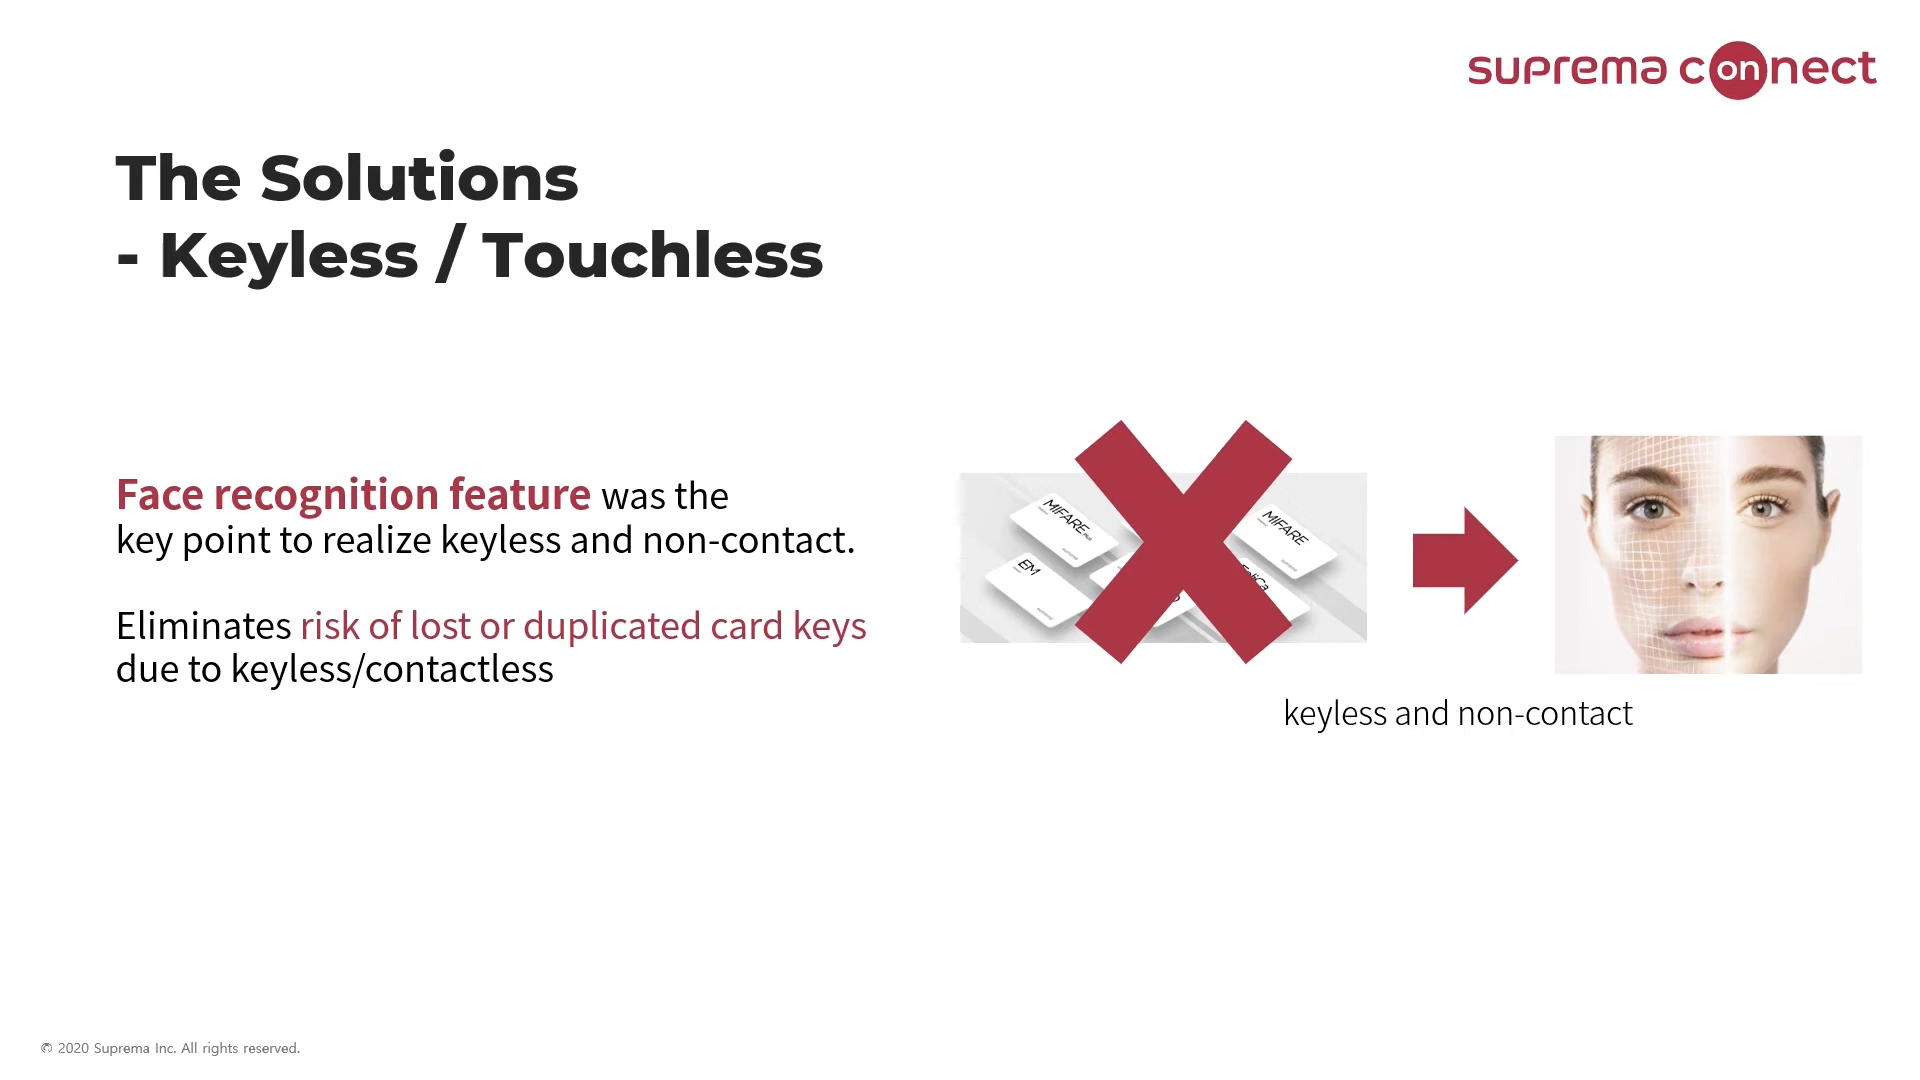 suprema connect
The Solutions
- Keyless / Touchless
Face recognition feature was the
key point to realize keyless and non-contact.
Eliminates risk of lost or duplicated card keys
due to keyless/contactless
MIFARE Plus
MIFARE
EM
FeliCa
keyless and non-contact
© 2020 Suprema Inc. All rights reserved.